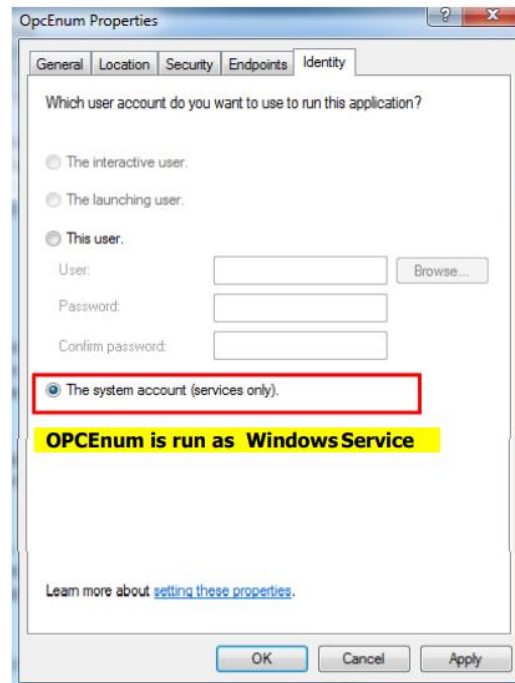 OpcEnum Properties
General Location Security Endpoints Identity
Which user account do you want to use to run this application?
The interactive user.
The launching user.
This user.
User:
Browse...
Password:
Confirm password:
The system account (services only).
OPCEnum is run as Windows Service
Learn more about setting these properties.
OK Cancel Apply